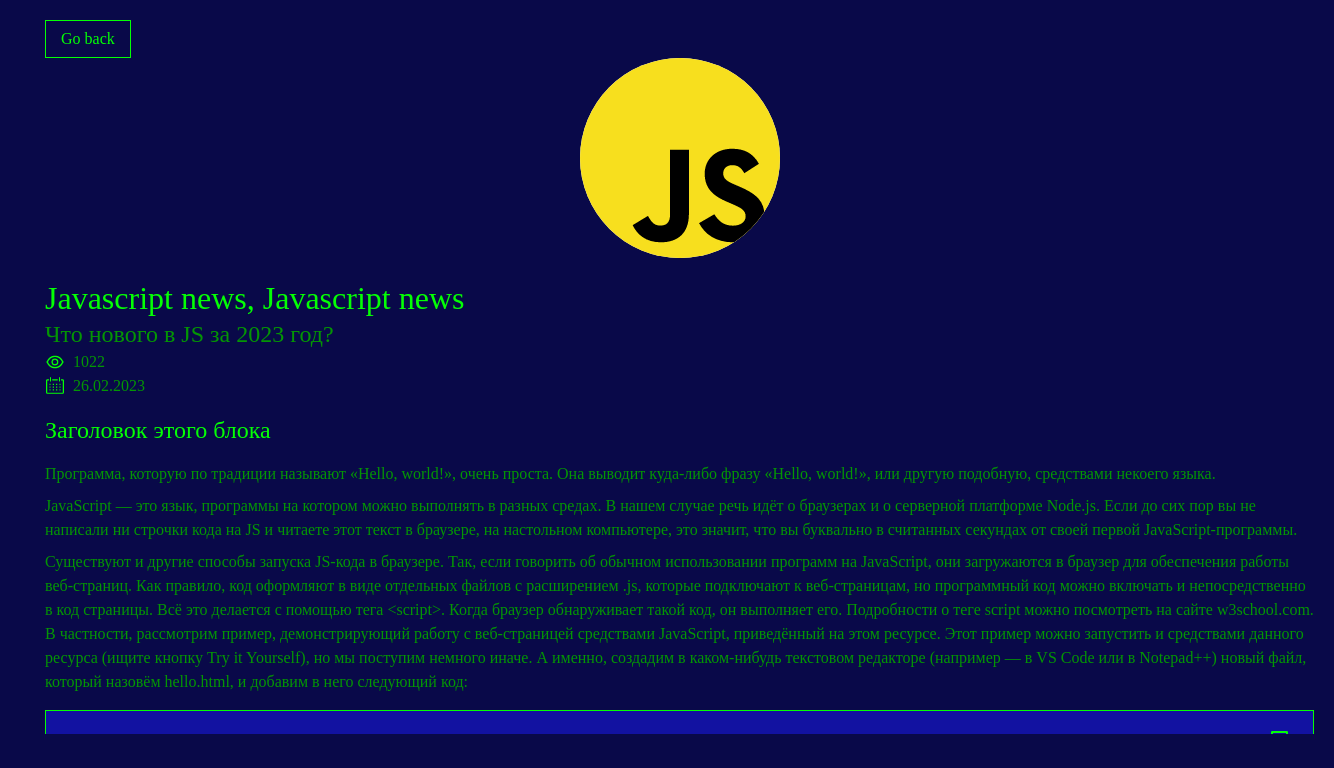 Go back
JS
Javascript news, Javascript news
Что нового в JS за 2023 год?
1022
26.02.2023
Заголовок этого блока
Программа, которую по традиции называют «Hello, world!», очень проста. Она выводит куда-либо фразу «Hello, world!», или другую подобную, средствами некоего языка.
JavaScript — это язык, программы на котором можно выполнять в разных средах. В нашем случае речь идёт о браузерах и о серверной платформе Node.js. Если до сих пор вы не
написали ни строчки кода на JS и читаете этот текст в браузере, на настольном компьютере, это значит, что вы буквально в считанных секундах от своей первой JavaScript-программы.
Существуют и другие способы запуска JS-кода в браузере. Так, если говорить об обычном использовании программ на JavaScript, они загружаются в браузер для обеспечения работы
веб-страниц. Как правило, код оформляют в виде отдельных файлов с расширением .js, которые подключают к веб-страницам, но программный код можно включать и непосредственно
в код страницы. Всё это делается с помощью тега <script>. Когда браузер обнаруживает такой код, он выполняет его. Подробности о теге script можно посмотреть на сайте w3school.com.
В частности, рассмотрим пример, демонстрирующий работу с веб-страницей средствами JavaScript, приведённый на этом ресурсе. Этот пример можно запустить и средствами данного
ресурса (ищите кнопку Try it Yourself), но мы поступим немного иначе. А именно, создадим в каком-нибудь текстовом редакторе (например — в VS Code или в Notepad++) новый файл,
который назовём hello.html, и добавим в него следующий код: